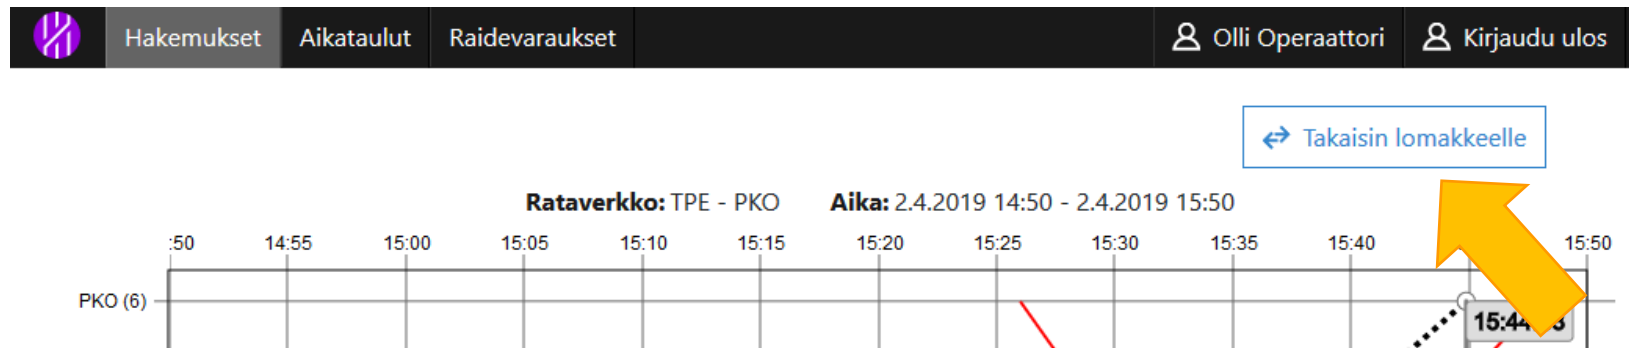 Hakemukset Aikataulut Raidevaraukset Olli Operaattori Kirjaudu ulos
Takaisin lomakkeelle
Rataverkko: TPE - PKO Aika: 2.4.2019 14:50 - 2.4.2019 15:50
:50 14:55 15:00 15:05 15:10 15:15 15:20 15:25 15:30 15:35 15:40 15:50
PKO (6)